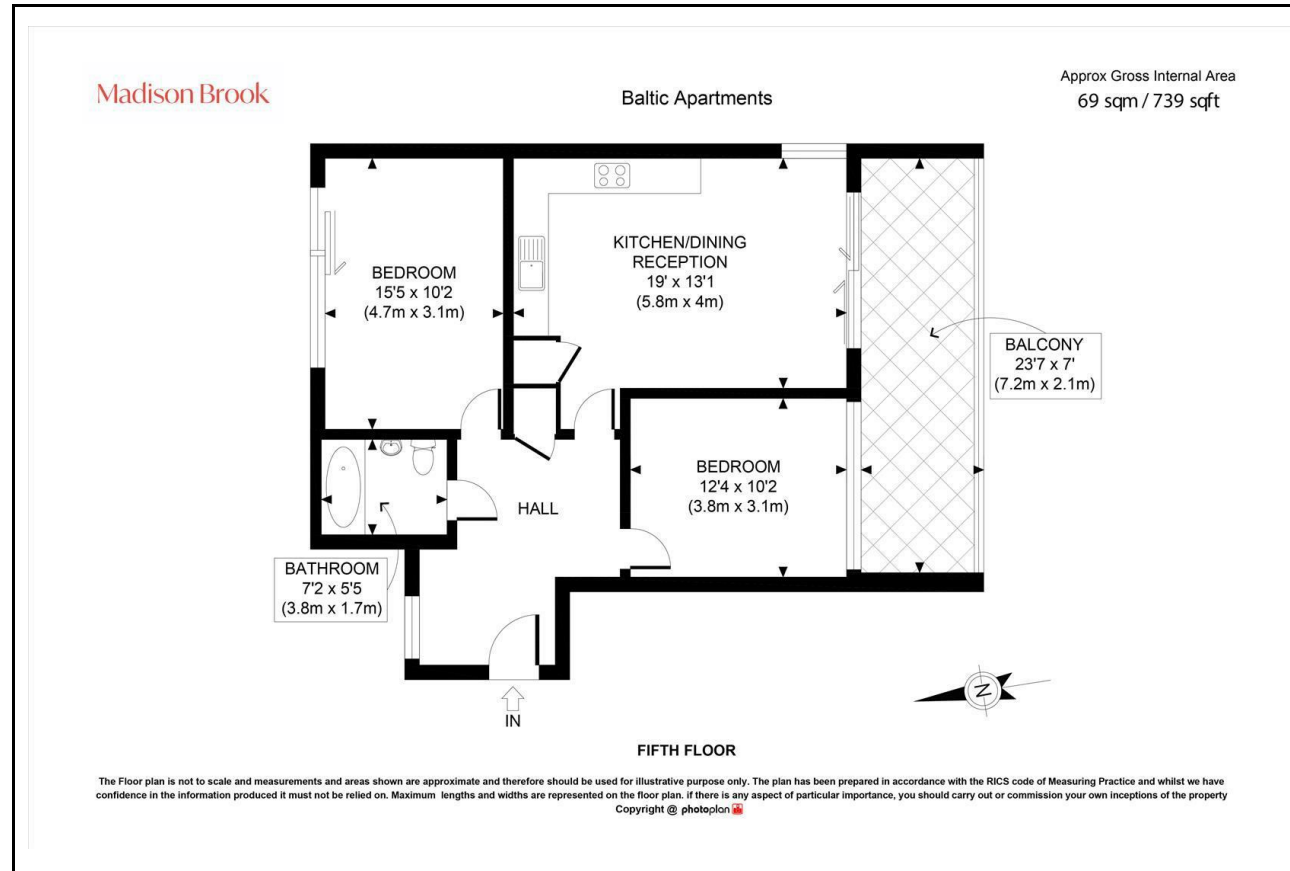 Madison Brook
Baltic Apartments
Approx Gross Internal Area
69 sqm / 739 sqft
KITCHEN/DINING
RECEPTION
19' x 13'1
(5.8m x 4m)
BEDROOM
15'5 x 10'2
(4.7m x 3.1m)
BALCONY
23'7 x 7'
(7.2m x 2.1m)
BEDROOM
12'4 x 10'2
(3.8m x 3.1m)
HALL
BATHROOM
7'2 x 5'5
(3.8m x 1.7m)
N
IN
FIFTH FLOOR
The Floor plan is not to scale and measurements and areas shown are approximate and therefore should be used for illustrative purpose only. The plan has been prepared in accordance with the RICS code of Measuring Practice and whilst we have
confidence in the information produced it must not be relied on. Maximum lengths and widths are represented on the floor plan. if there is any aspect of particular importance, you should carry out or commission your own inceptions of the property
Copyright @ photoplan